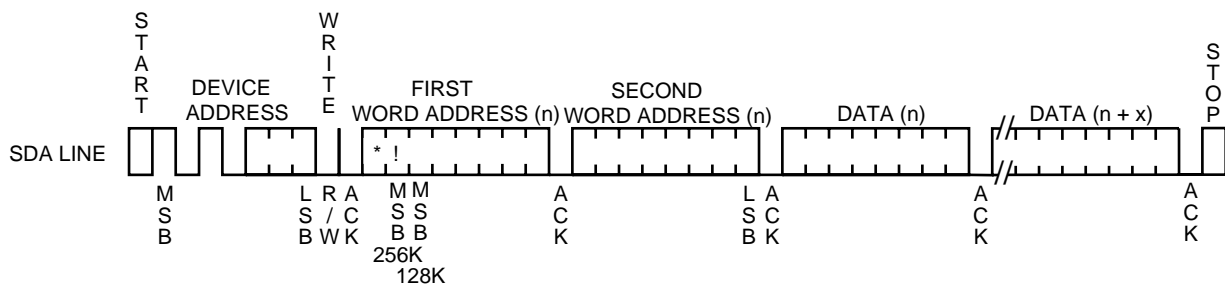 START
WRITE
STOP
DEVICE
ADDRESS
FIRST
WORD ADDRESS (n)
SECOND
WORD ADDRESS (n)
DATA (n)
DATA (n + x)
SDA LINE
* !
MSB
LSB
R/W
ACK
MSB
MSB
ACK
LSB
ACK
ACK
ACK
256K
128K